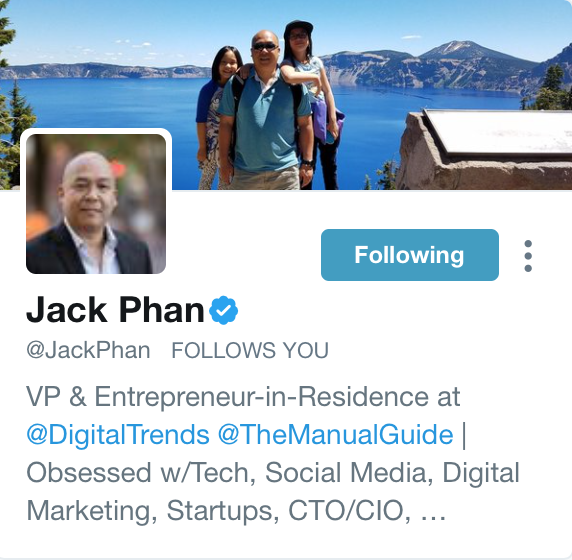 Following
Jack Phan
@JackPhan FOLLOWS YOU
VP & Entrepreneur-in-Residence at
@DigitalTrends @TheManualGuide |
Obsessed w/Tech, Social Media, Digital
Marketing, Startups, CTO/CIO, …